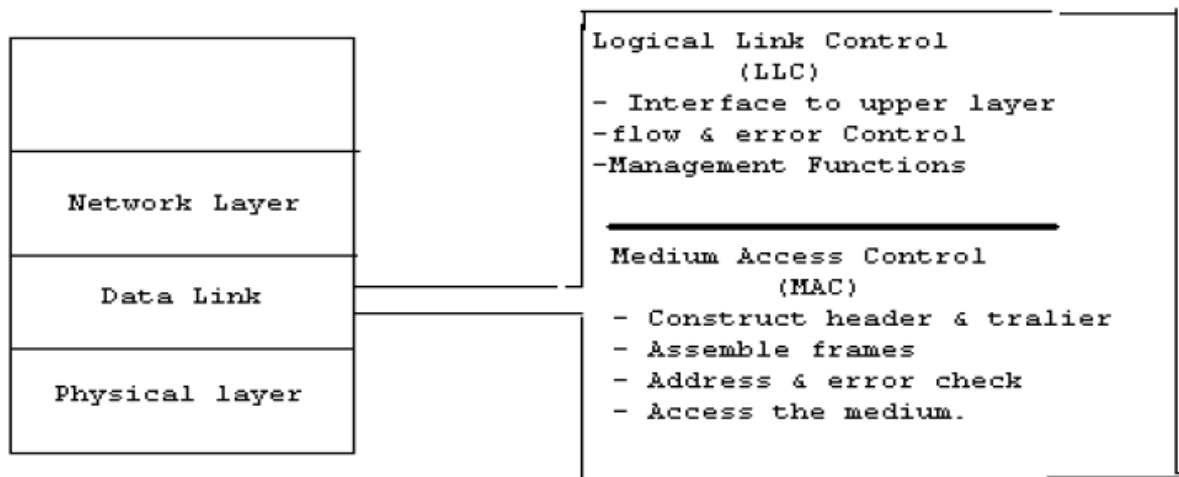 Network Layer
Data Link
Physical layer
Logical Link Control
(LLC)
- Interface to upper layer
-flow & error Control
-Management Functions
Medium Access Control
(MAC)
- Construct header & tralier
- Assemble frames
- Address & error check
- Access the medium.